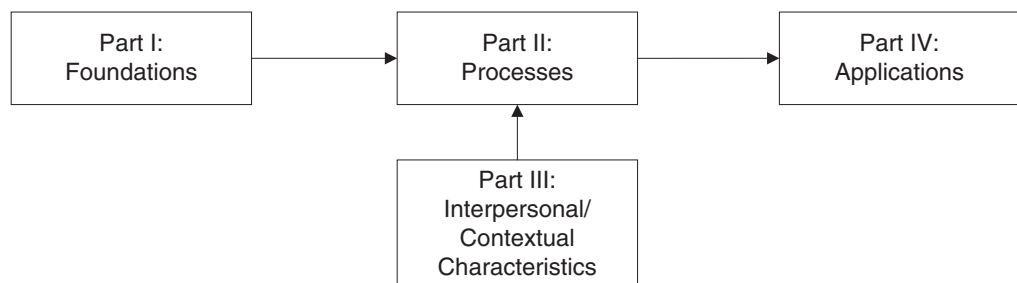 Part I:
Foundations
Part II:
Processes
Part IV:
Applications
Part III:
Interpersonal/
Contextual
Characteristics